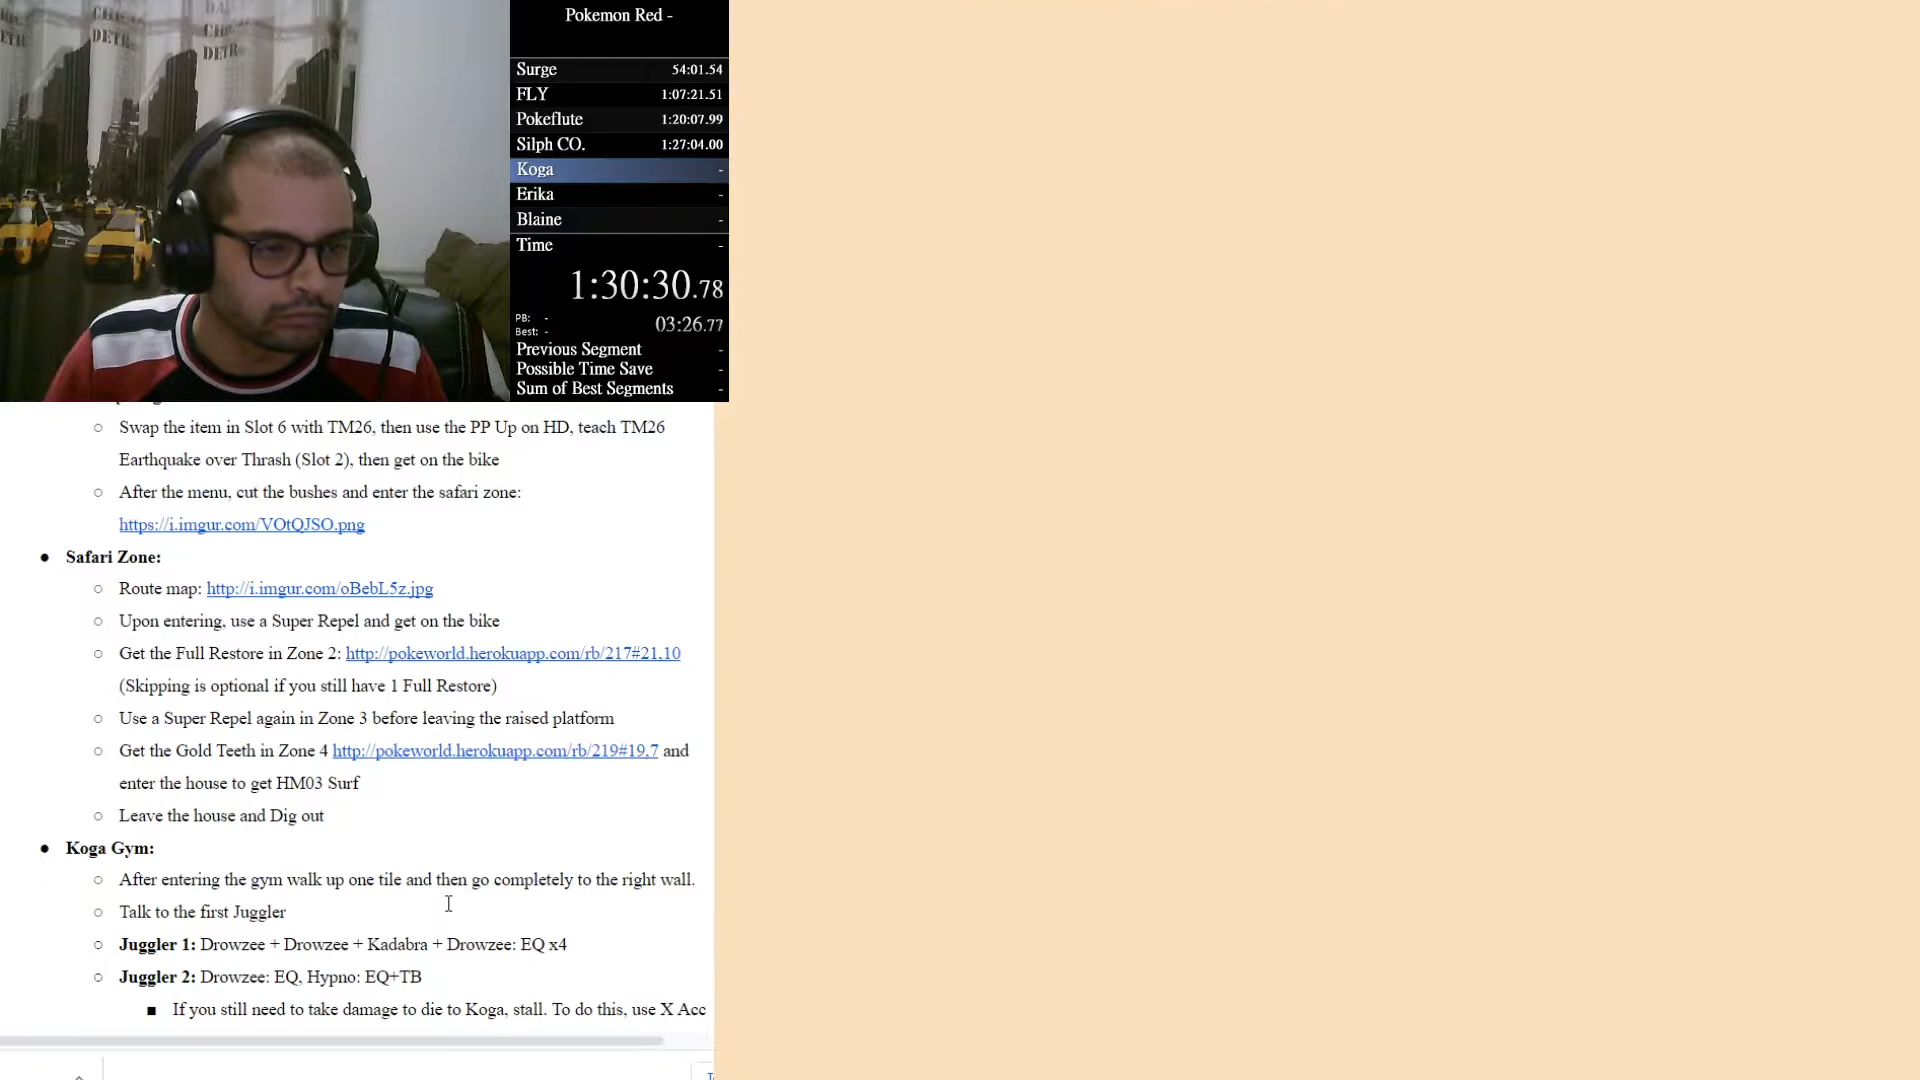 Pokemon Red -
Surge 54:01.54
FLY 1:07:21.51
Pokeflute 1:20:07.99
Silph CO. 1:27:04.00
Koga -
Erika -
Blaine -
Time -
1:30:30.78
PB: -
Best: -
03:26.77
Previous Segment -
Possible Time Save -
Sum of Best Segments -
DETR
CH
DETR
Swap the item in Slot 6 with TM26, then use the PP Up on HD, teach TM26
Earthquake over Thrash (Slot 2), then get on the bike
After the menu, cut the bushes and enter the safari zone:
https://i.imgur.com/VOtQJSO.png
Safari Zone:
Route map: http://i.imgur.com/oBebL5z.jpg
Upon entering, use a Super Repel and get on the bike
Get the Full Restore in Zone 2: http://pokeworld.herokuapp.com/rb/217#21,10
(Skipping is optional if you still have 1 Full Restore)
Use a Super Repel again in Zone 3 before leaving the raised platform
Get the Gold Teeth in Zone 4 http://pokeworld.herokuapp.com/rb/219#19,7 and
enter the house to get HM03 Surf
Leave the house and Dig out
Koga Gym:
After entering the gym walk up one tile and then go completely to the right wall.
Talk to the first Juggler
Juggler 1: Drowzee + Drowzee + Kadabra + Drowzee: EQ x4
Juggler 2: Drowzee: EQ, Hypno: EQ+TB
If you still need to take damage to die to Koga, stall. To do this, use X Acc